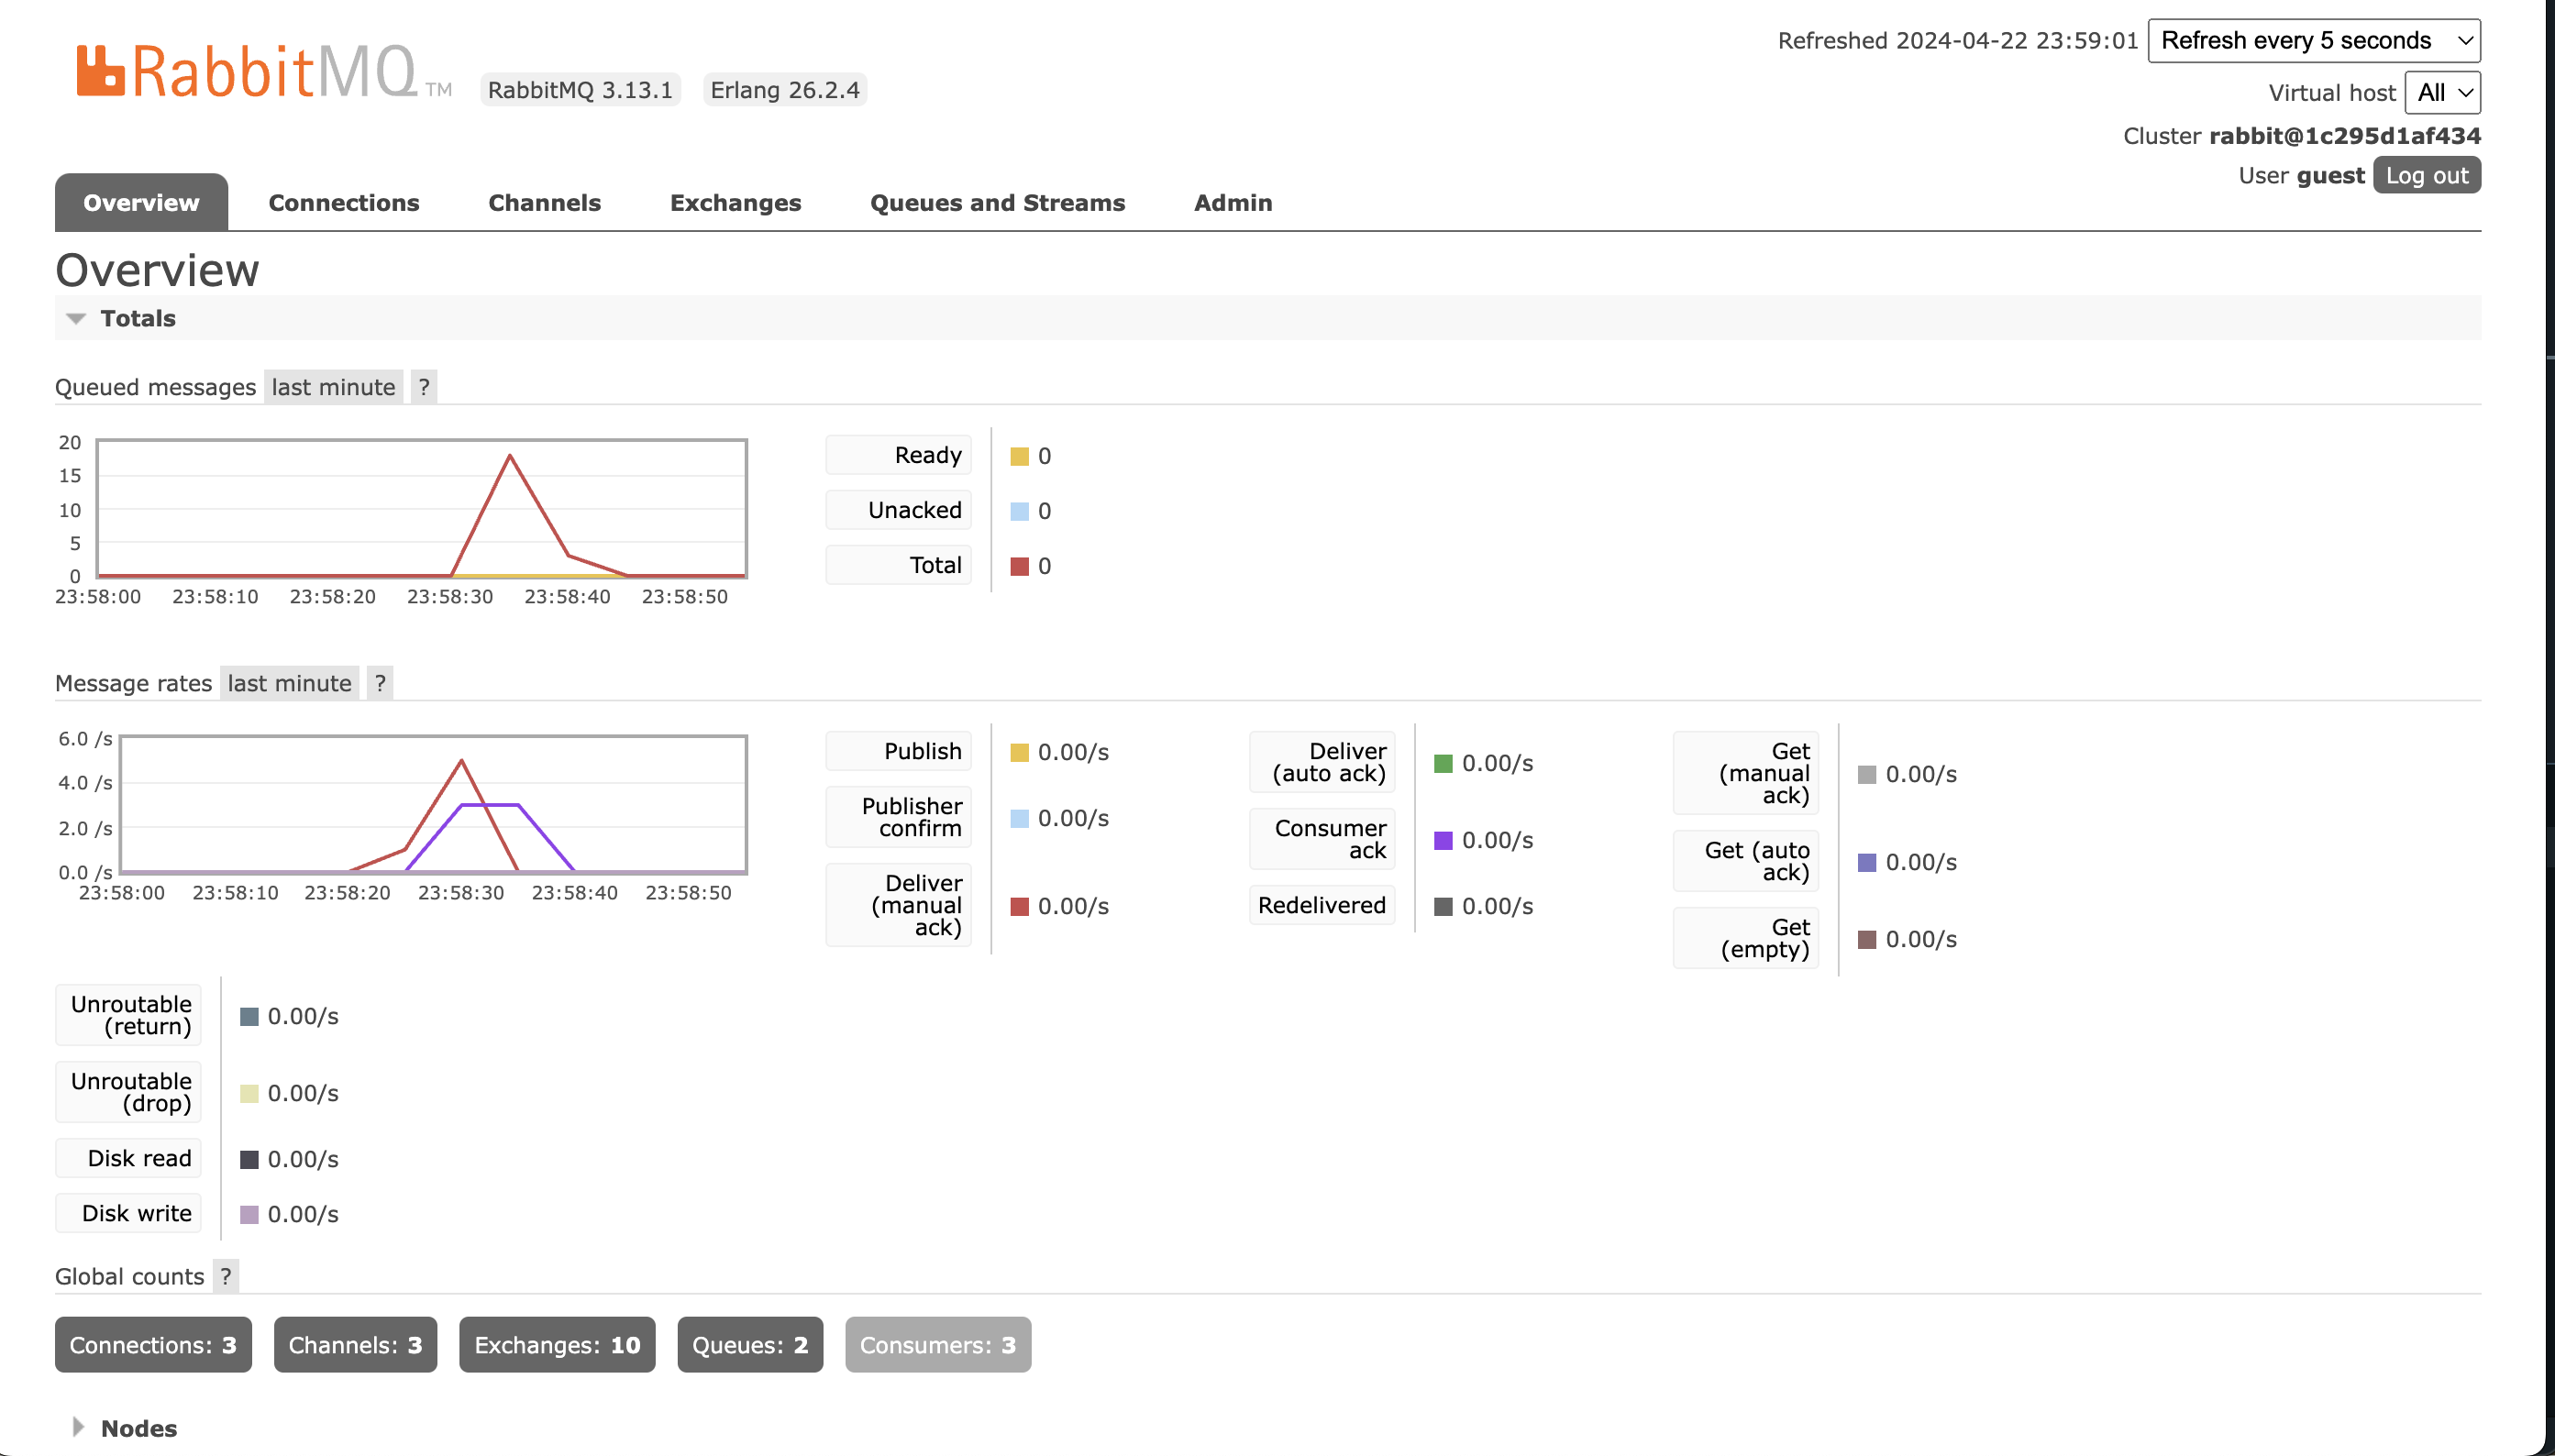 RabbitMQ TM
RabbitMQ 3.13.1
Erlang 26.2.4
Refreshed 2024-04-22 23:59:01
Refresh every 5 seconds
Virtual host All
Cluster rabbit@1c295d1af434
User guest Log out
Overview
Connections
Channels
Exchanges
Queues and Streams
Admin
Overview
Totals
Queued messages last minute ?
20
15
10
5
0
23:58:00 23:58:10 23:58:20 23:58:30 23:58:40 23:58:50
Ready 0
Unacked 0
Total 0
Message rates last minute ?
6.0 /s
4.0 /s
2.0 /s
0.0 /s
23:58:00 23:58:10 23:58:20 23:58:30 23:58:40 23:58:50
Publish 0.00/s
Publisher
confirm 0.00/s
Deliver
(manual
ack) 0.00/s
Deliver
(auto ack) 0.00/s
Consumer
ack 0.00/s
Redelivered 0.00/s
Get
(manual
ack) 0.00/s
Get (auto
ack) 0.00/s
Get
(empty) 0.00/s
Unroutable
(return) 0.00/s
Unroutable
(drop) 0.00/s
Disk read 0.00/s
Disk write 0.00/s
Global counts ?
Connections: 3
Channels: 3
Exchanges: 10
Queues: 2
Consumers: 3
Nodes